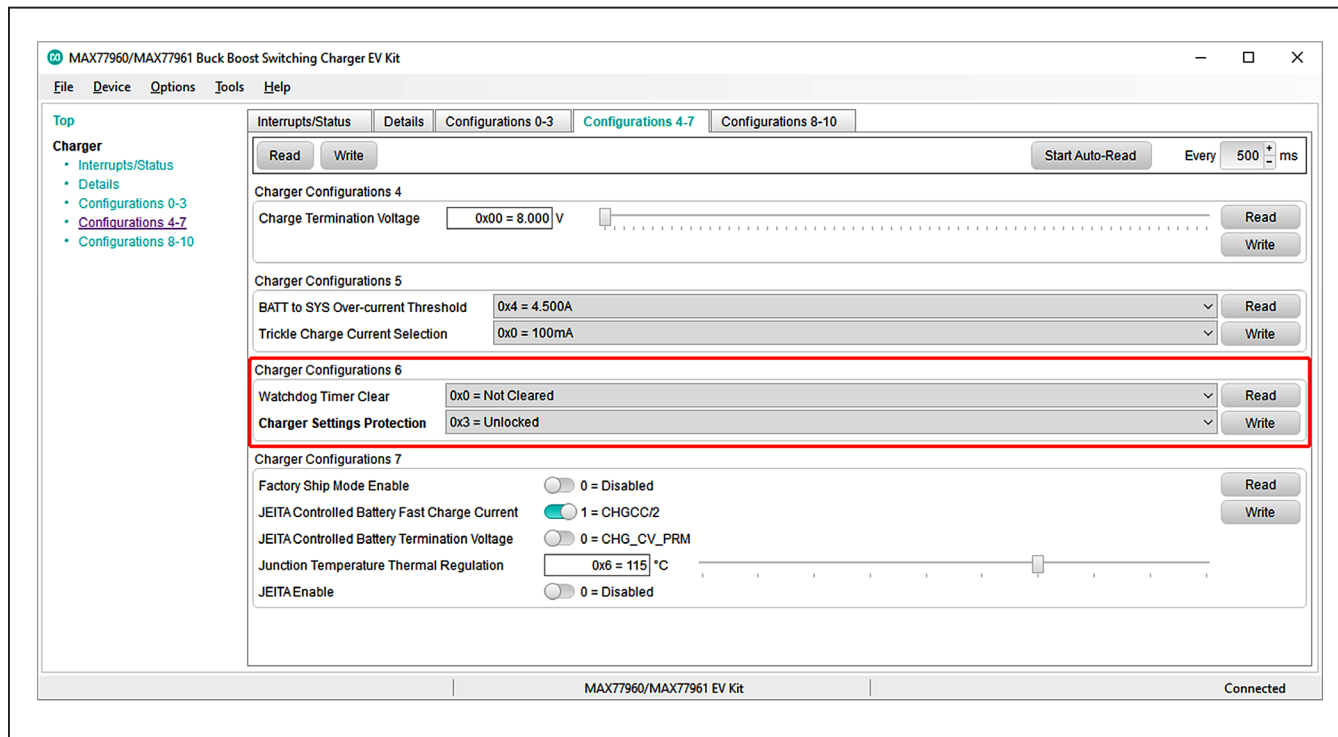 MAX77960/MAX77961 Buck Boost Switching Charger EV Kit
File Device Options Tools Help
Top
Charger
• Interrupts/Status
• Details
• Configurations 0-3
• Configurations 4-7
• Configurations 8-10
Interrupts/Status Details Configurations 0-3 Configurations 4-7 Configurations 8-10
Read Write Start Auto-Read Every 500 + - ms
Charger Configurations 4
Charge Termination Voltage 0x00 = 8.000 V Read
Write
Charger Configurations 5
BATT to SYS Over-current Threshold 0x4 = 4.500A Read
Trickle Charge Current Selection 0x0 = 100mA Write
Charger Configurations 6
Watchdog Timer Clear 0x0 = Not Cleared Read
Charger Settings Protection 0x3 = Unlocked Write
Charger Configurations 7
Factory Ship Mode Enable 0 = Disabled Read
JEITA Controlled Battery Fast Charge Current 1 = CHGCC/2 Write
JEITA Controlled Battery Termination Voltage 0 = CHG_CV_PRM
Junction Temperature Thermal Regulation 0x6 = 115 °C
JEITA Enable 0 = Disabled
MAX77960/MAX77961 EV Kit Connected